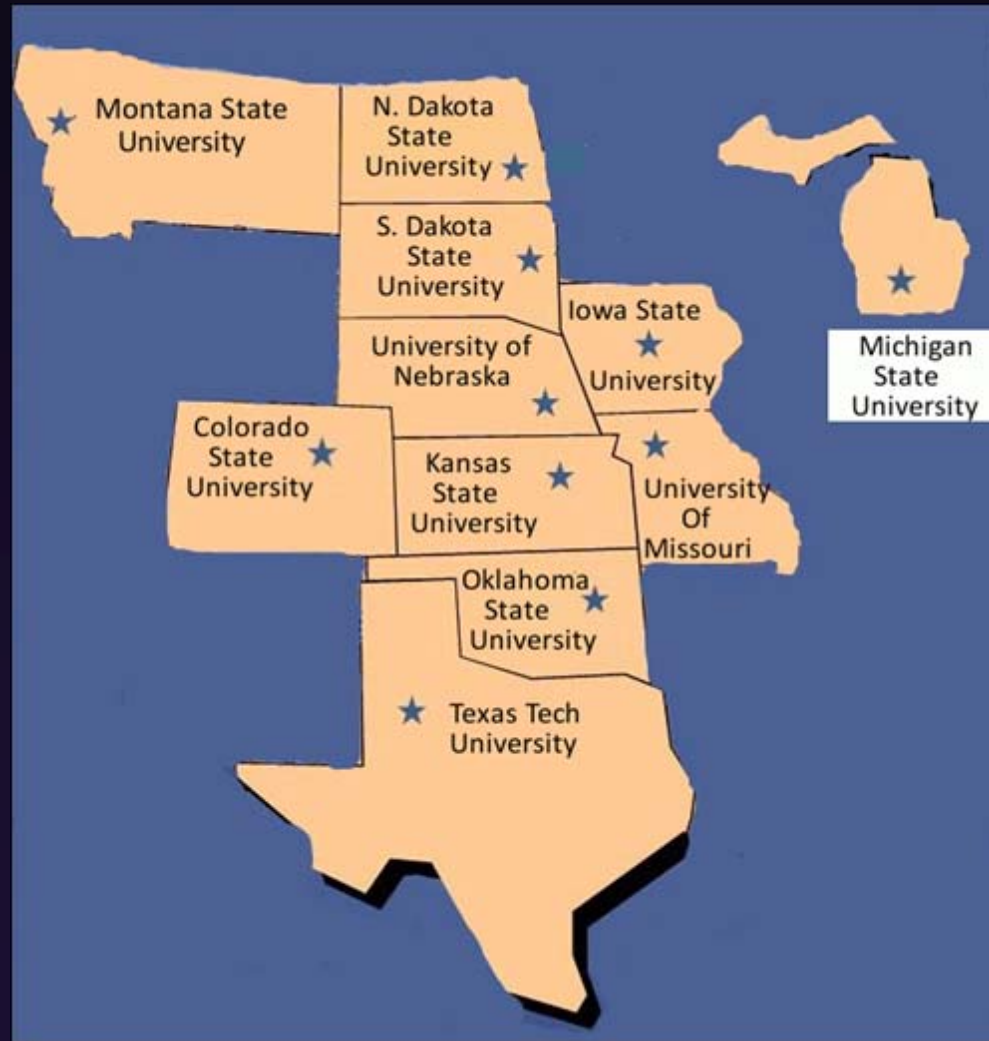 Montana State
University
N. Dakota
State
University
S. Dakota
State
University
Iowa State
University
University of
Nebraska
Michigan
State
University
Colorado
State
University
Kansas
State
University
University
Of
Missouri
Oklahoma
State
University
Texas Tech
University